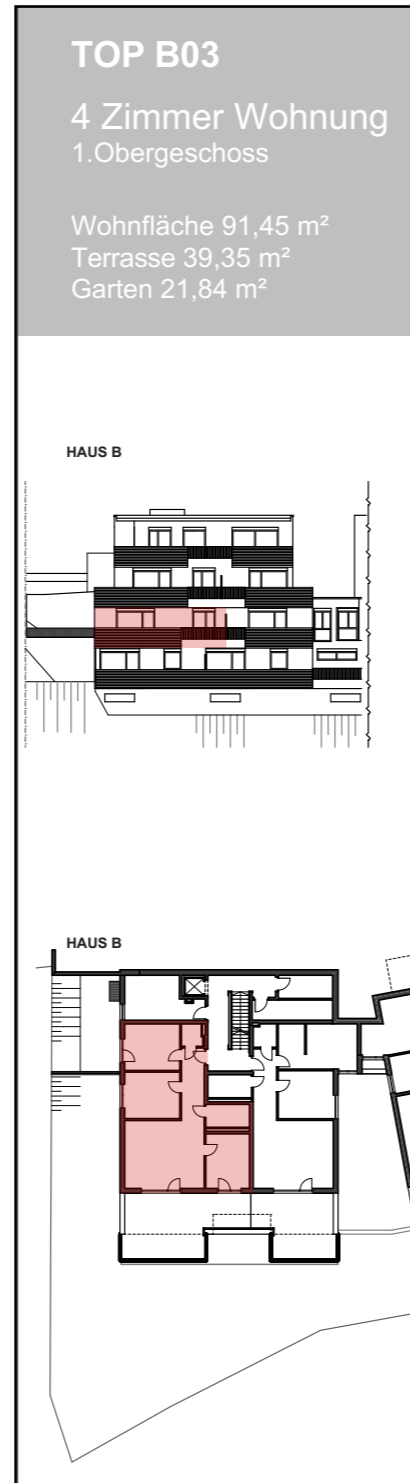 TOP B03
4 Zimmer Wohnung
1.Obergeschoss
Wohnfläche 91,45 m²
Terrasse 39,35 m²
Garten 21,84 m²
HAUS B
HAUS B